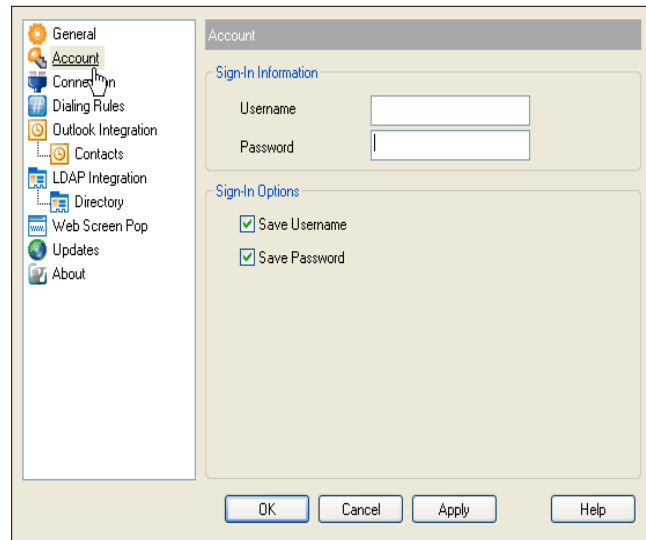 General
Account
Connection
Dialing Rules
Outlook Integration
Contacts
LDAP Integration
Directory
Web Screen Pop
Updates
About
Account
Sign-In Information
Username
Password
Sign-In Options
Save Username
Save Password
OK
Cancel
Apply
Help